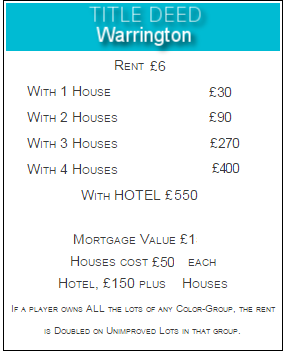 TITLE DEED
Warrington
RENT £6
WITH 1 HOUSE £30
WITH 2 HOUSES £90
WITH 3 HOUSES £270
WITH 4 HOUSES £400
WITH HOTEL £550
MORTGAGE VALUE £1
HOUSES COST £50 EACH
HOTEL, £150 PLUS HOUSES
IF A PLAYER OWNS ALL THE LOTS OF ANY COLOR-GROUP, THE RENT
IS DOUBLED ON UNIMPROVED LOTS IN THAT GROUP.